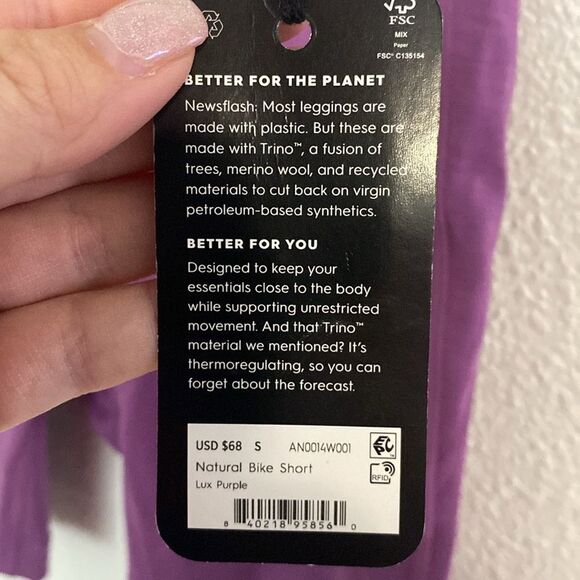 FSC
MIX
Paper
FSC® C135154
BETTER FOR THE PLANET
Newsflash: Most leggings are
made with plastic. But these are
made with Trino™, a fusion of
trees, merino wool, and recycled
materials to cut back on virgin
petroleum-based synthetics.
BETTER FOR YOU
Designed to keep your
essentials close to the body
while supporting unrestricted
movement. And that Trino™
material we mentioned? It's
thermoregulating, so you can
forget about the forecast.
USD $68 S AN0014W001
Natural Bike Short
Lux Purple
RFID
8 40218 95856 0